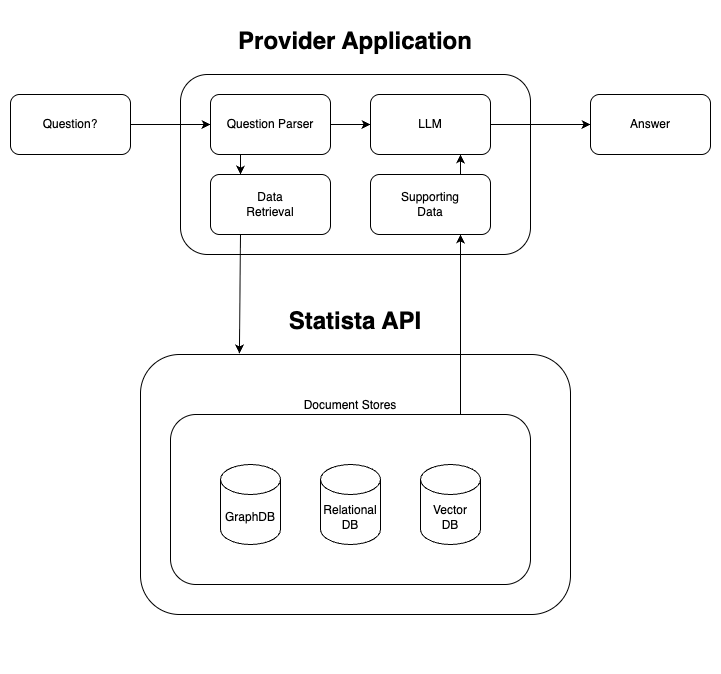 Provider Application
Question?
Question Parser
LLM
Answer
Data
Retrieval
Supporting
Data
Statista API
Document Stores
GraphDB
Relational
DB
Vector
DB